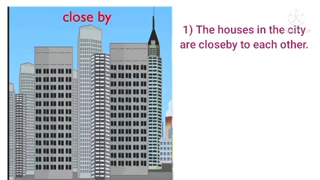 close by
1) The houses in the city
are closeby to each other.